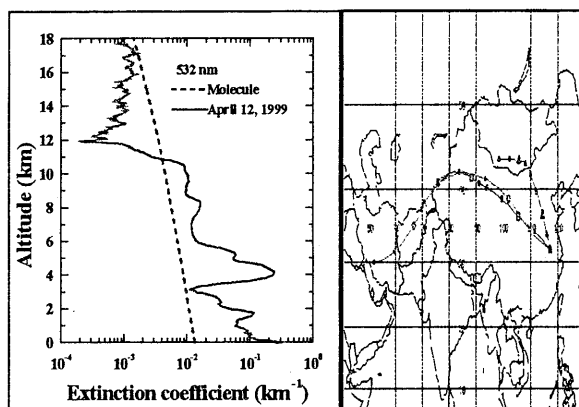 18
16
14
12
10
8
6
4
2
0
Altitude (km)
532 nm
Molecule
April 12, 1999
10-4 10-3 10-2 10-1 100
Extinction coefficient (km-1)